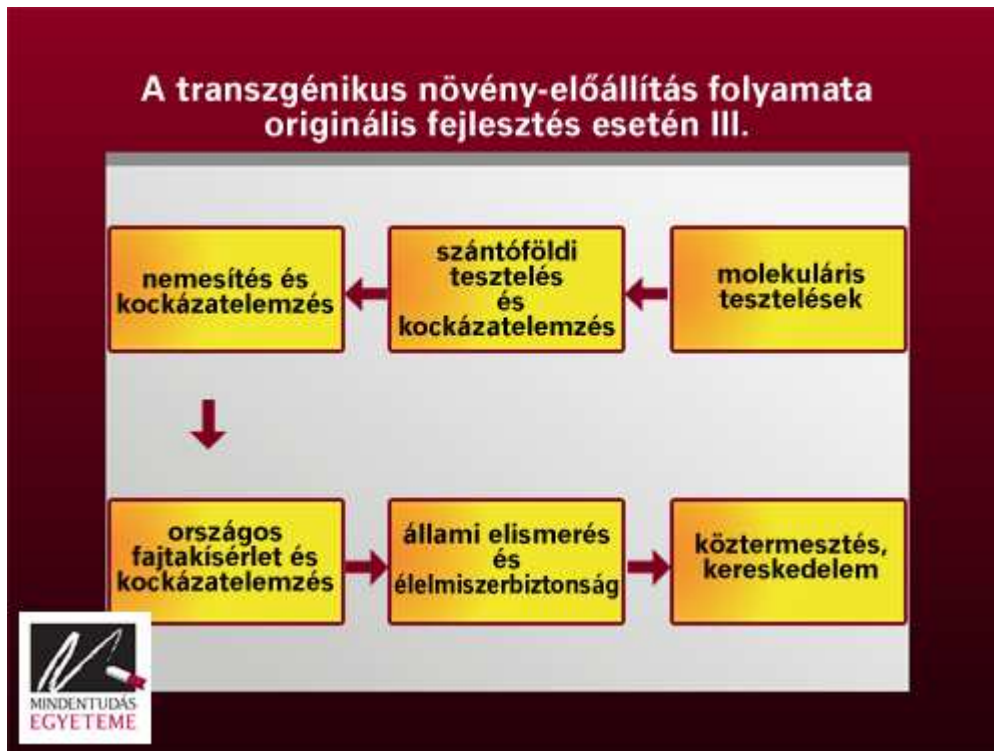 A transzgénikus növény-előállítás folyamata
originális fejlesztés esetén III.
nemesítés és
kockázatelemzés
szántóföldi
tesztelés
és
kockázatelemzés
molekuláris
tesztelések
országos
fajtakísérlet és
kockázatelemzés
állami elismerés
és
élelmiszerbiztonság
köztermesztés,
kereskedelem
MINDENTUDÁS
EGYETEME